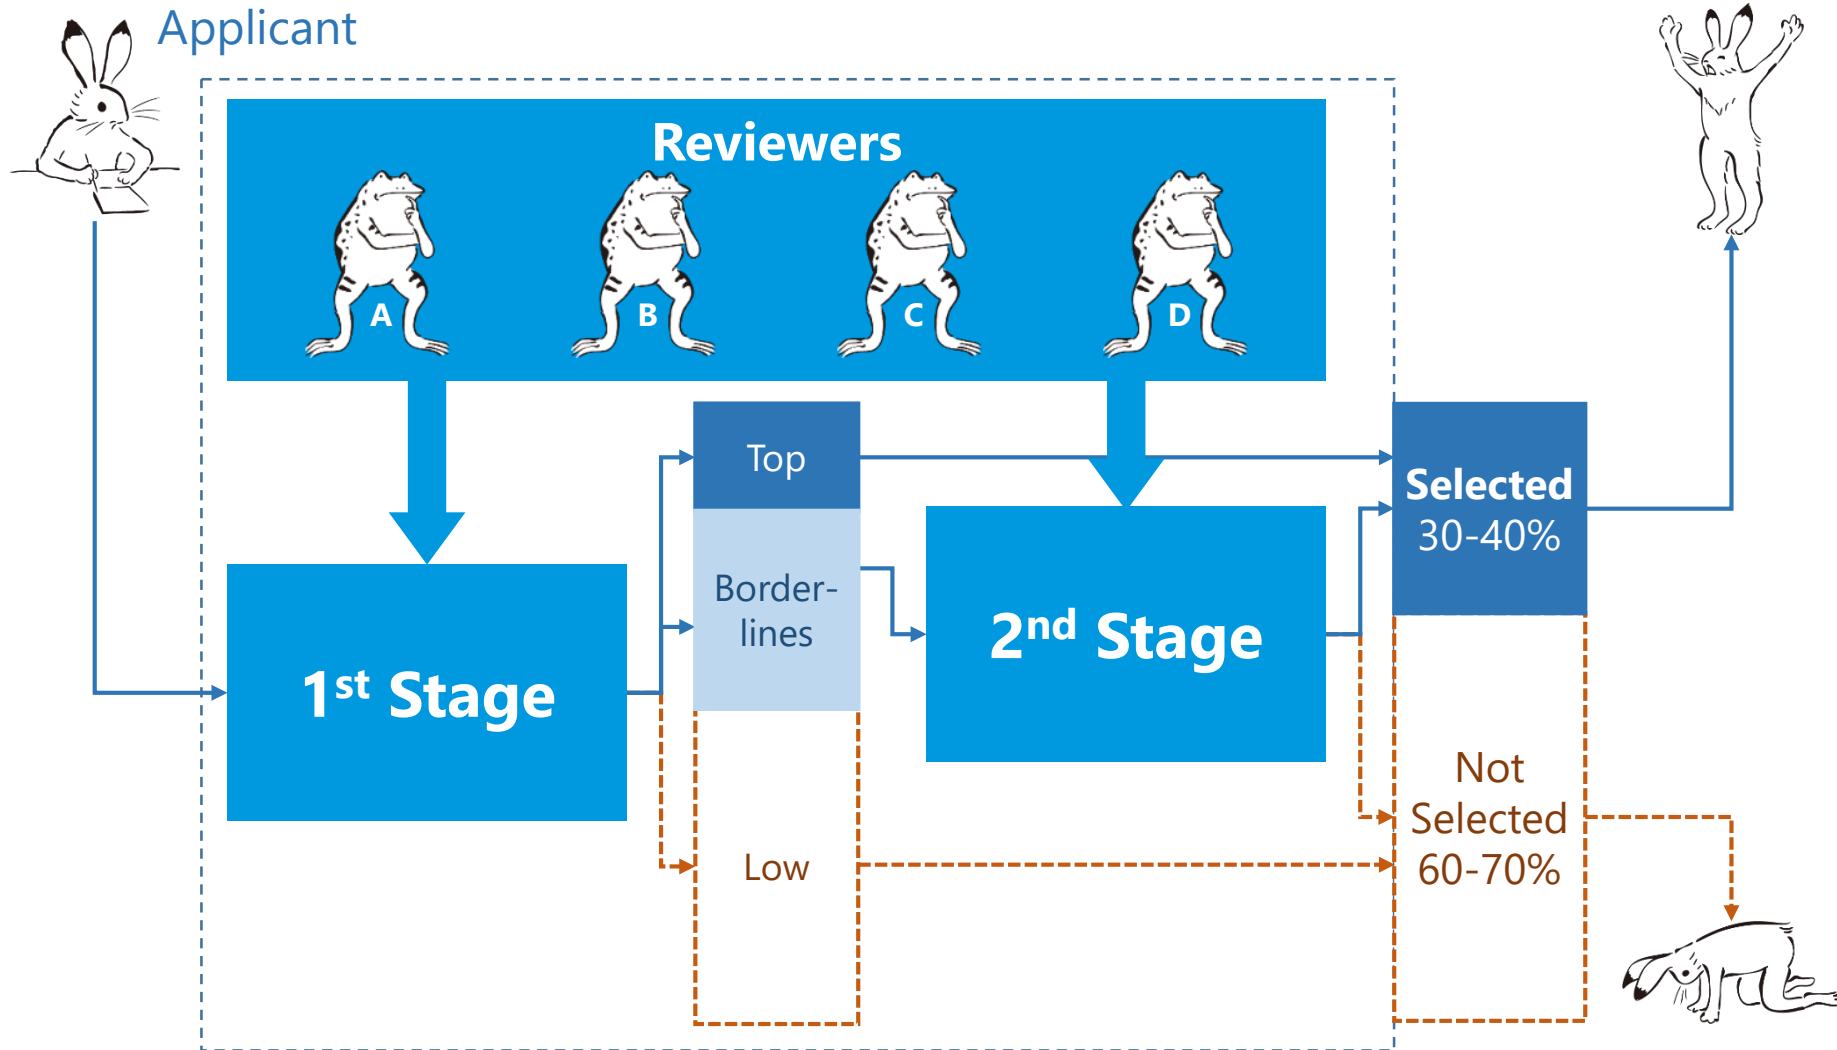 Applicant
Reviewers
A
B
C
D
Top
Border-
lines
Low
1st Stage
2nd Stage
Selected
30-40%
Not
Selected
60-70%